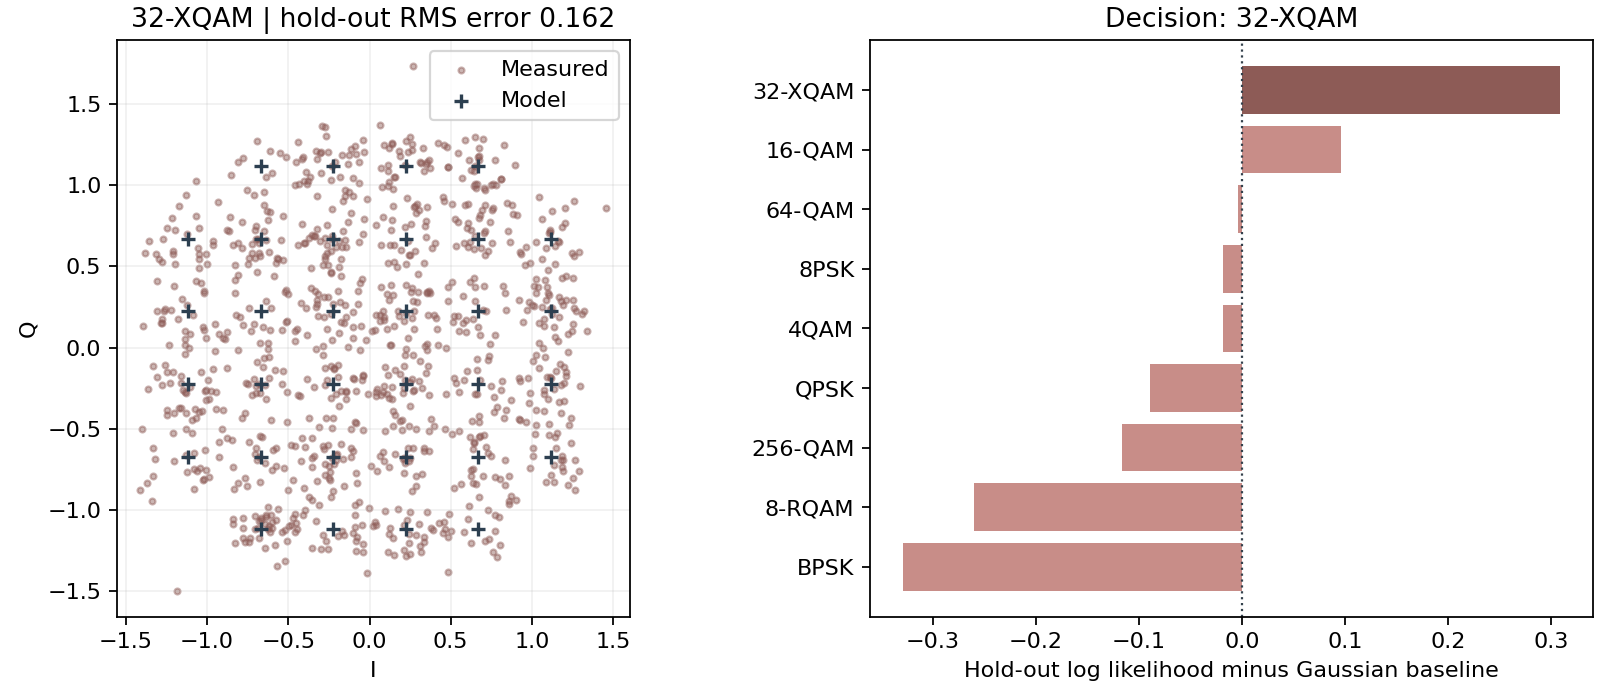 32-XQAM | hold-out RMS error 0.162
Measured
Model
1.5
1.0
0.5
0.0
−0.5
−1.0
−1.5
Q
−1.5
−1.0
−0.5
0.0
0.5
1.0
1.5
I
Decision: 32-XQAM
32-XQAM
16-QAM
64-QAM
8PSK
4QAM
QPSK
256-QAM
8-RQAM
BPSK
−0.3
−0.2
−0.1
0.0
0.1
0.2
0.3
Hold-out log likelihood minus Gaussian baseline